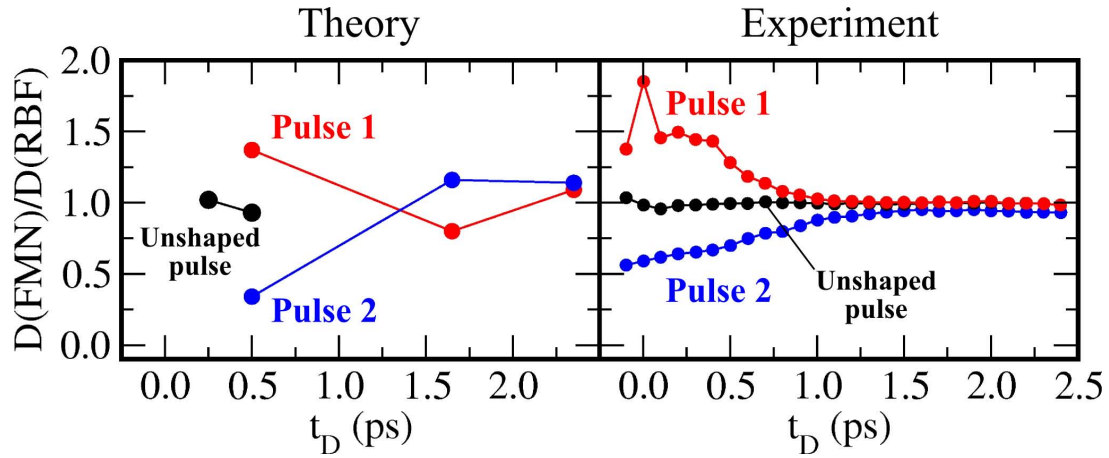 Theory
Experiment
D(FMN)/D(RBF)
2.0
1.5
1.0
0.5
0.0
Pulse 1
Unshaped
pulse
Pulse 2
Pulse 1
Pulse 2
Unshaped
pulse
0.0 0.5 1.0 1.5 2.0
0.0 0.5 1.0 1.5 2.0 2.5
t_D (ps)
t_D (ps)